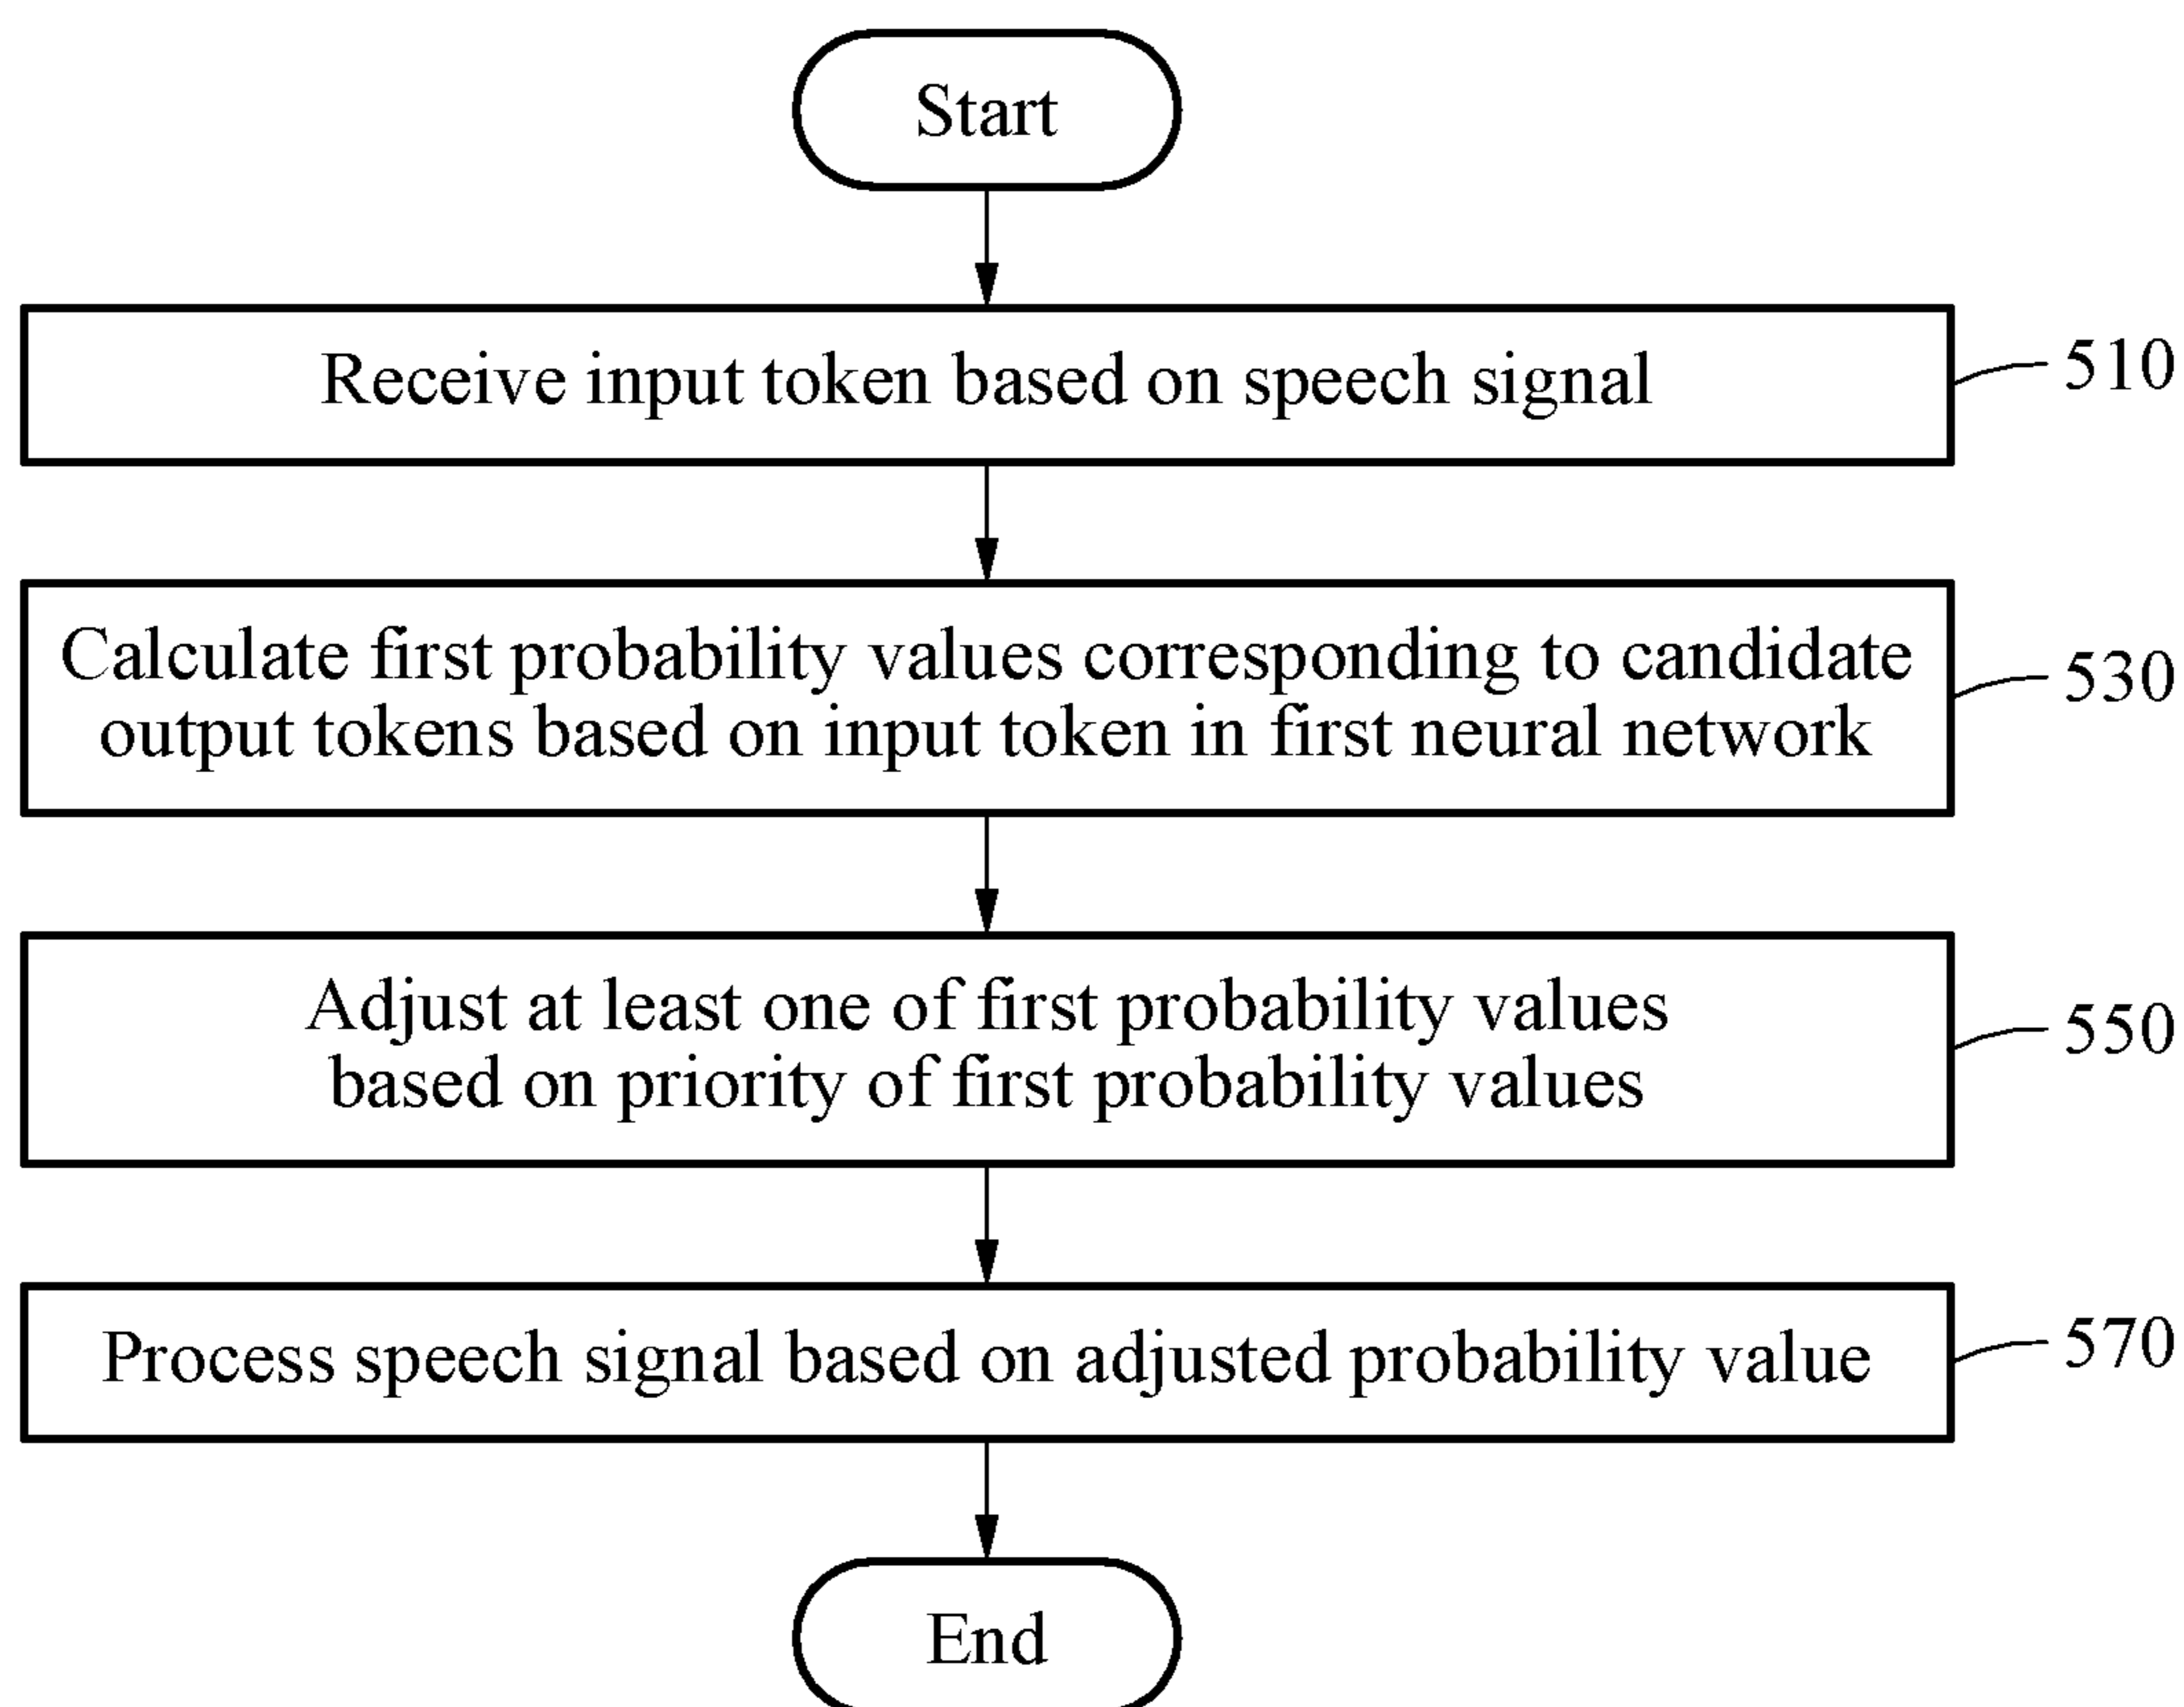 Start
Receive input token based on speech signal
510
Calculate first probability values corresponding to candidate
output tokens based on input token in first neural network
530
Adjust at least one of first probability values
based on priority of first probability values
550
Process speech signal based on adjusted probability value
570
End